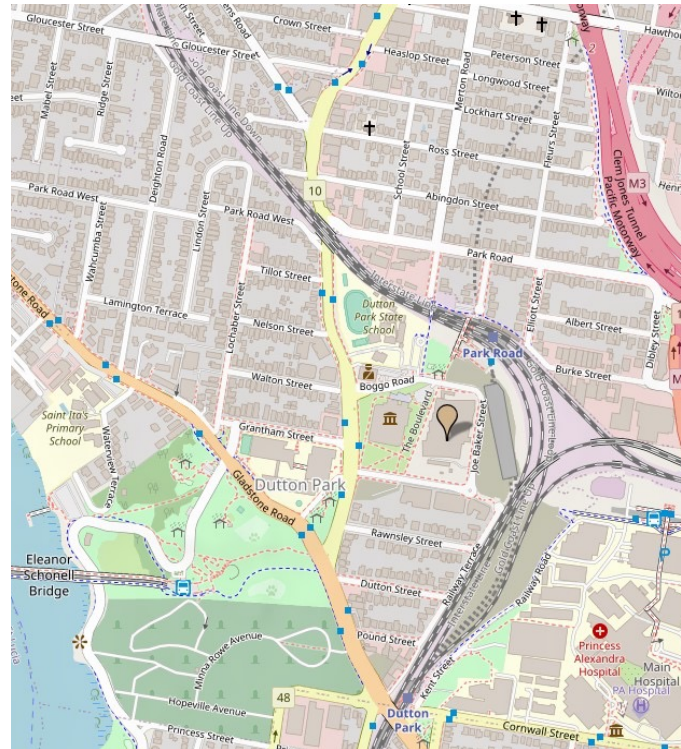 Crown Street
Gloucester Street
Gloucester Street
Heaslop Street
Peterson Street
2
Longwood Street
Mabel Street
Ridge Street
Gold Coast Line Down
Gold Coast Line Up
Merton Road
Lockhart Street
Deighton Road
Ross Street
School Street
Fleurs Street
M3
Clem Jones Tunnel
Pacific Motorway
10
Park Road West
Park Road West
Lindon Street
Abingdon Street
Wahcumba Street
Park Road
Tillot Street
Lochaber Street
Lamington Terrace
Nelson Street
Dutton
Park State
School
Elliott Street
Albert Street
Dibley Street
Park Road
Burke Street
Walton Street
Boggo Road
Saint Ita's
Primary
School
Waterview Terrace
Grantham Street
The Boulevard
Joe Baker Street
Gladstone Road
Dutton Park
Rawnsley Street
Eleanor
Schonell
Bridge
Dutton Street
Railway Terrace
Railway Road
Minna Rowe Avenue
Pound Street
Princess
Alexandra
Hospital
Main
Hospital
PA Hospital
H
Kent Street
48
Hopeville Avenue
Dutton
Park
Cornwall Street
Princess Street